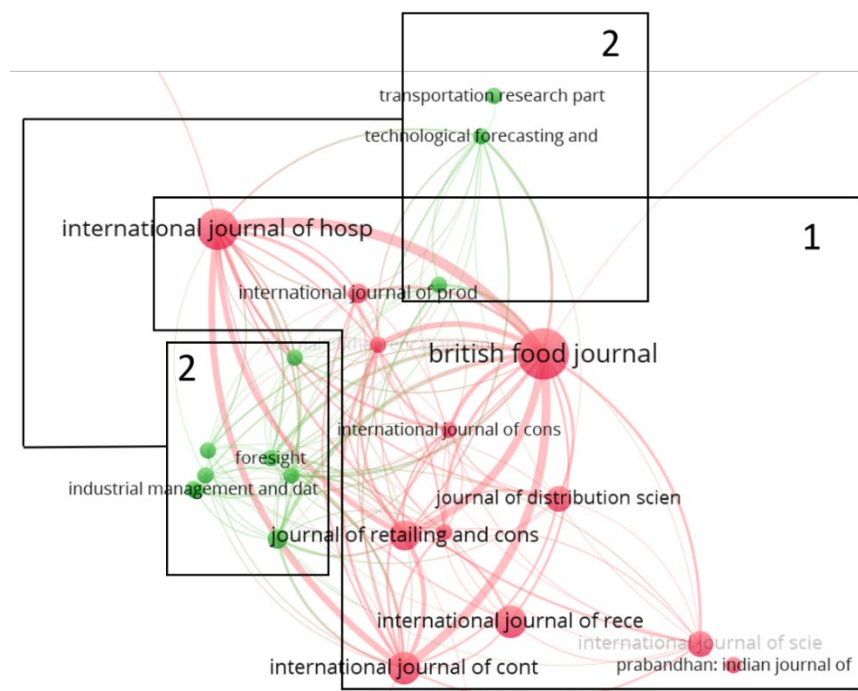 2
transportation research part
technological forecasting and
international journal of hosp
1
international journal of prod
british food journal
2
international journal of cons
foresight
industrial management and dat
journal of distribution scien
journal of retailing and cons
international journal of rece
international journal of scie
prabandhan: indian journal of
international journal of cont